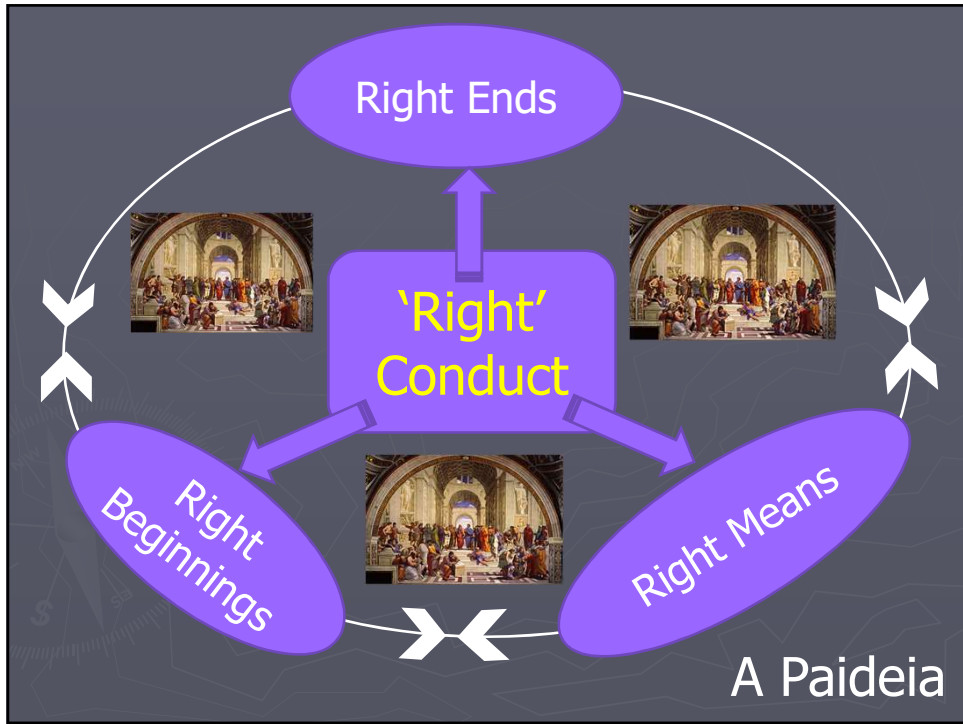 Right Ends
‘Right’
Conduct
Right
Beginnings
Right Means
A Paideia
S